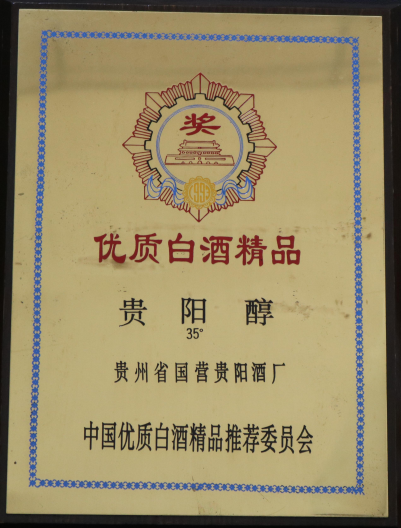 奖
优质白酒精品
贵阳醇
35°
贵州省国营贵阳酒厂
中国优质白酒精品推荐委员会